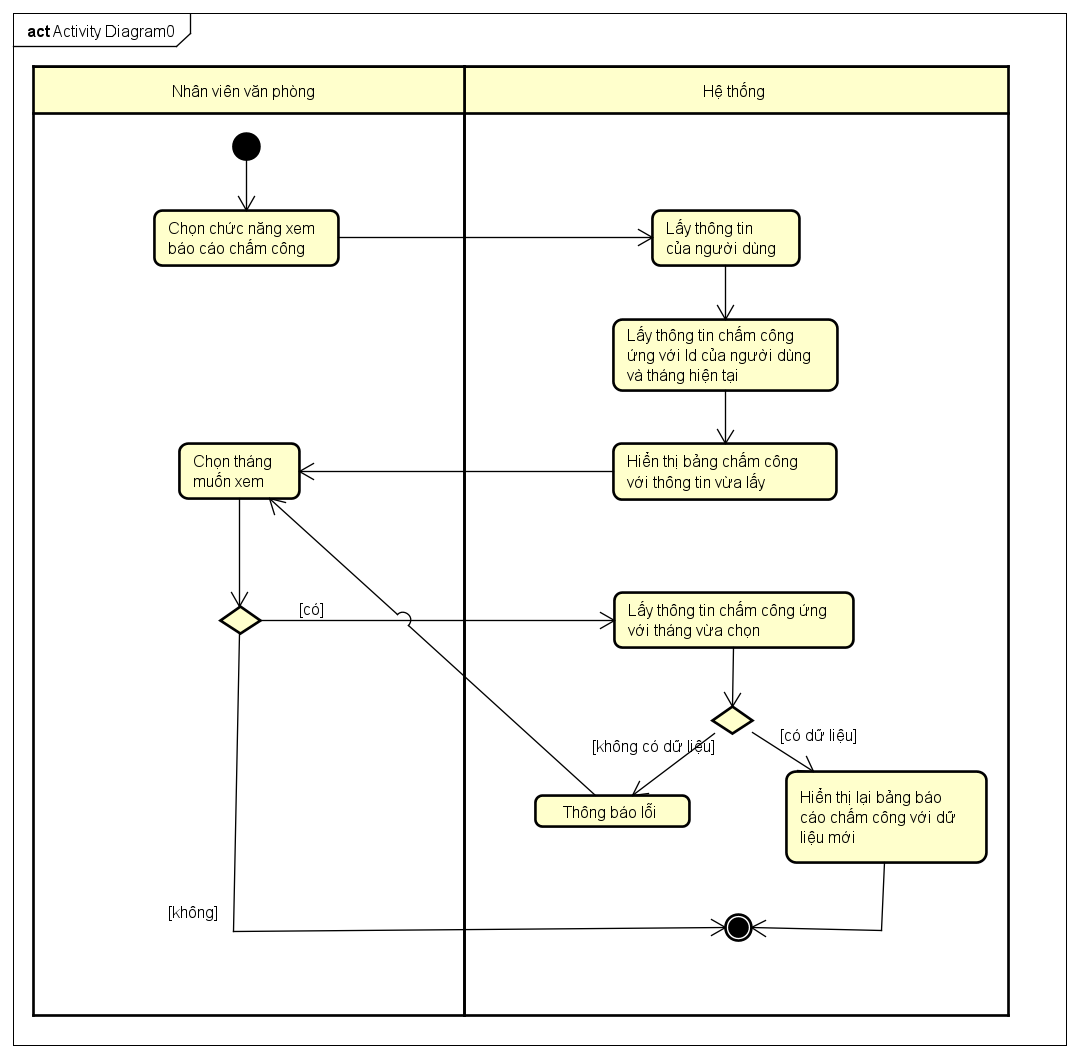 act Activity Diagram0
Nhân viên văn phòng
Hệ thống
Chọn chức năng xem
báo cáo chấm công
Lấy thông tin
của người dùng
Lấy thông tin chấm công
ứng với Id của người dùng
và tháng hiện tại
Hiển thị bảng chấm công
với thông tin vừa lấy
Chọn tháng
muốn xem
[có]
Lấy thông tin chấm công ứng
với tháng vừa chọn
[không có dữ liệu]
[có dữ liệu]
Thông báo lỗi
Hiển thị lại bảng báo
cáo chấm công với dữ
liệu mới
[không]